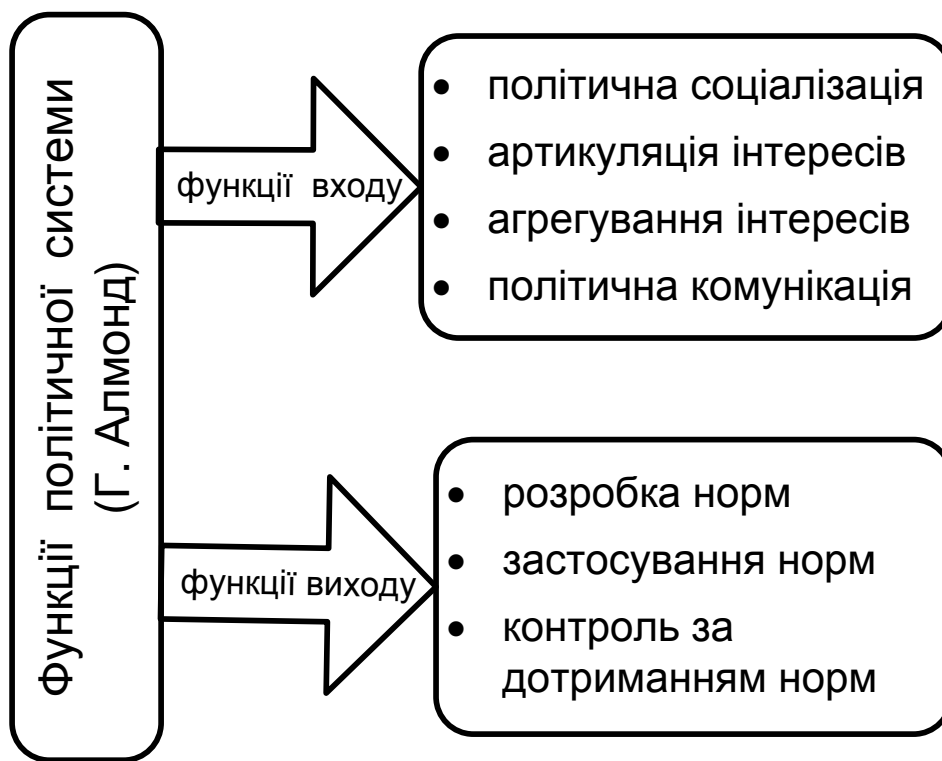 Функції політичної системи
(Г. Алмонд)
функції входу
• політична соціалізація
• артикуляція інтересів
• агрегування інтересів
• політична комунікація
функції виходу
• розробка норм
• застосування норм
• контроль за
дотриманням норм